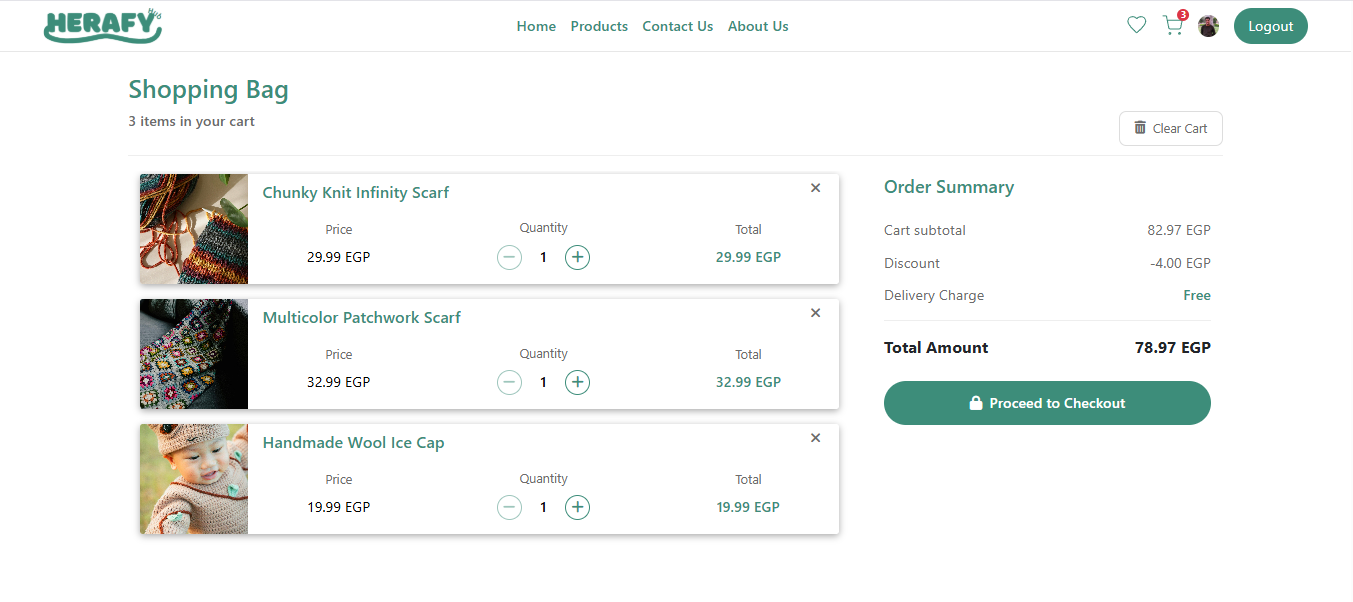 HERAFY
Home Products Contact Us About Us
3
Logout
Shopping Bag
3 items in your cart
Clear Cart
Chunky Knit Infinity Scarf
Price Quantity Total
29.99 EGP 1 29.99 EGP
Multicolor Patchwork Scarf
Price Quantity Total
32.99 EGP 1 32.99 EGP
Handmade Wool Ice Cap
Price Quantity Total
19.99 EGP 1 19.99 EGP
Order Summary
Cart subtotal 82.97 EGP
Discount -4.00 EGP
Delivery Charge Free
Total Amount 78.97 EGP
Proceed to Checkout